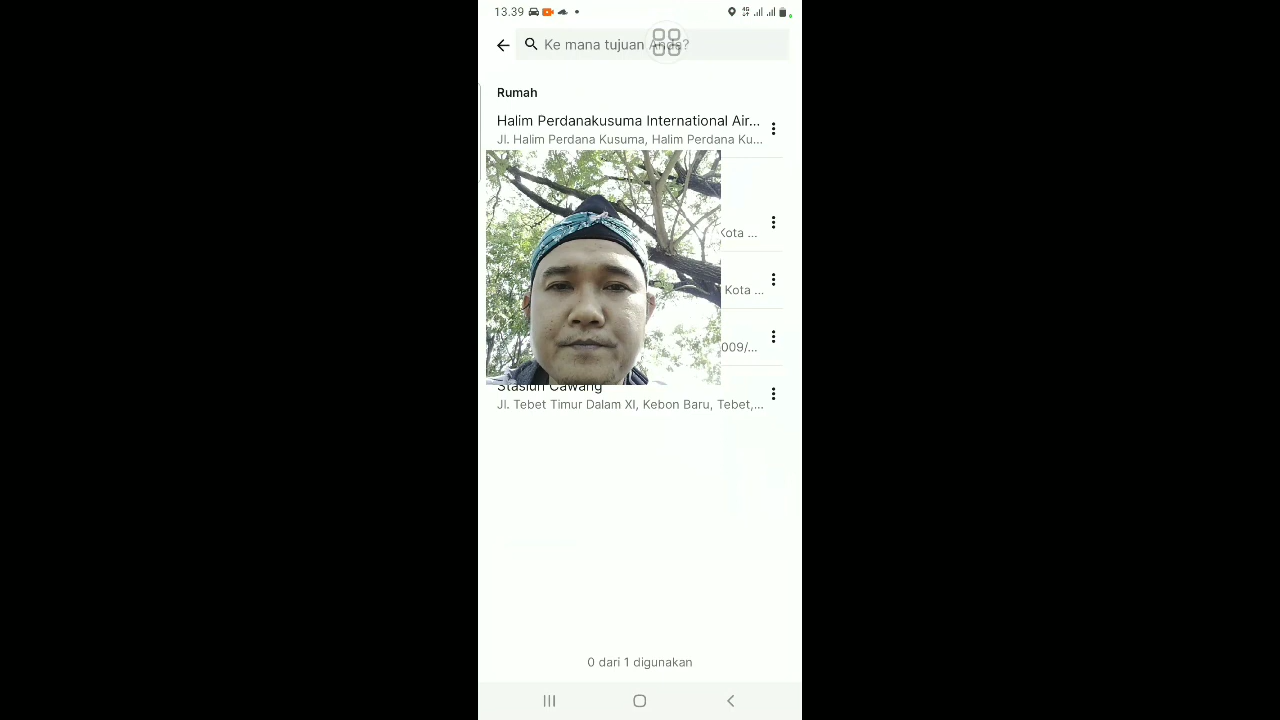 13.39
Ke mana tujuan Anda?
Rumah
Halim Perdanakusuma International Air...
Jl. Halim Perdana Kusuma, Halim Perdana Ku...
Kota ...
Kota ...
009/...
Stasiun Cawang
Jl. Tebet Timur Dalam XI, Kebon Baru, Tebet,...
0 dari 1 digunakan